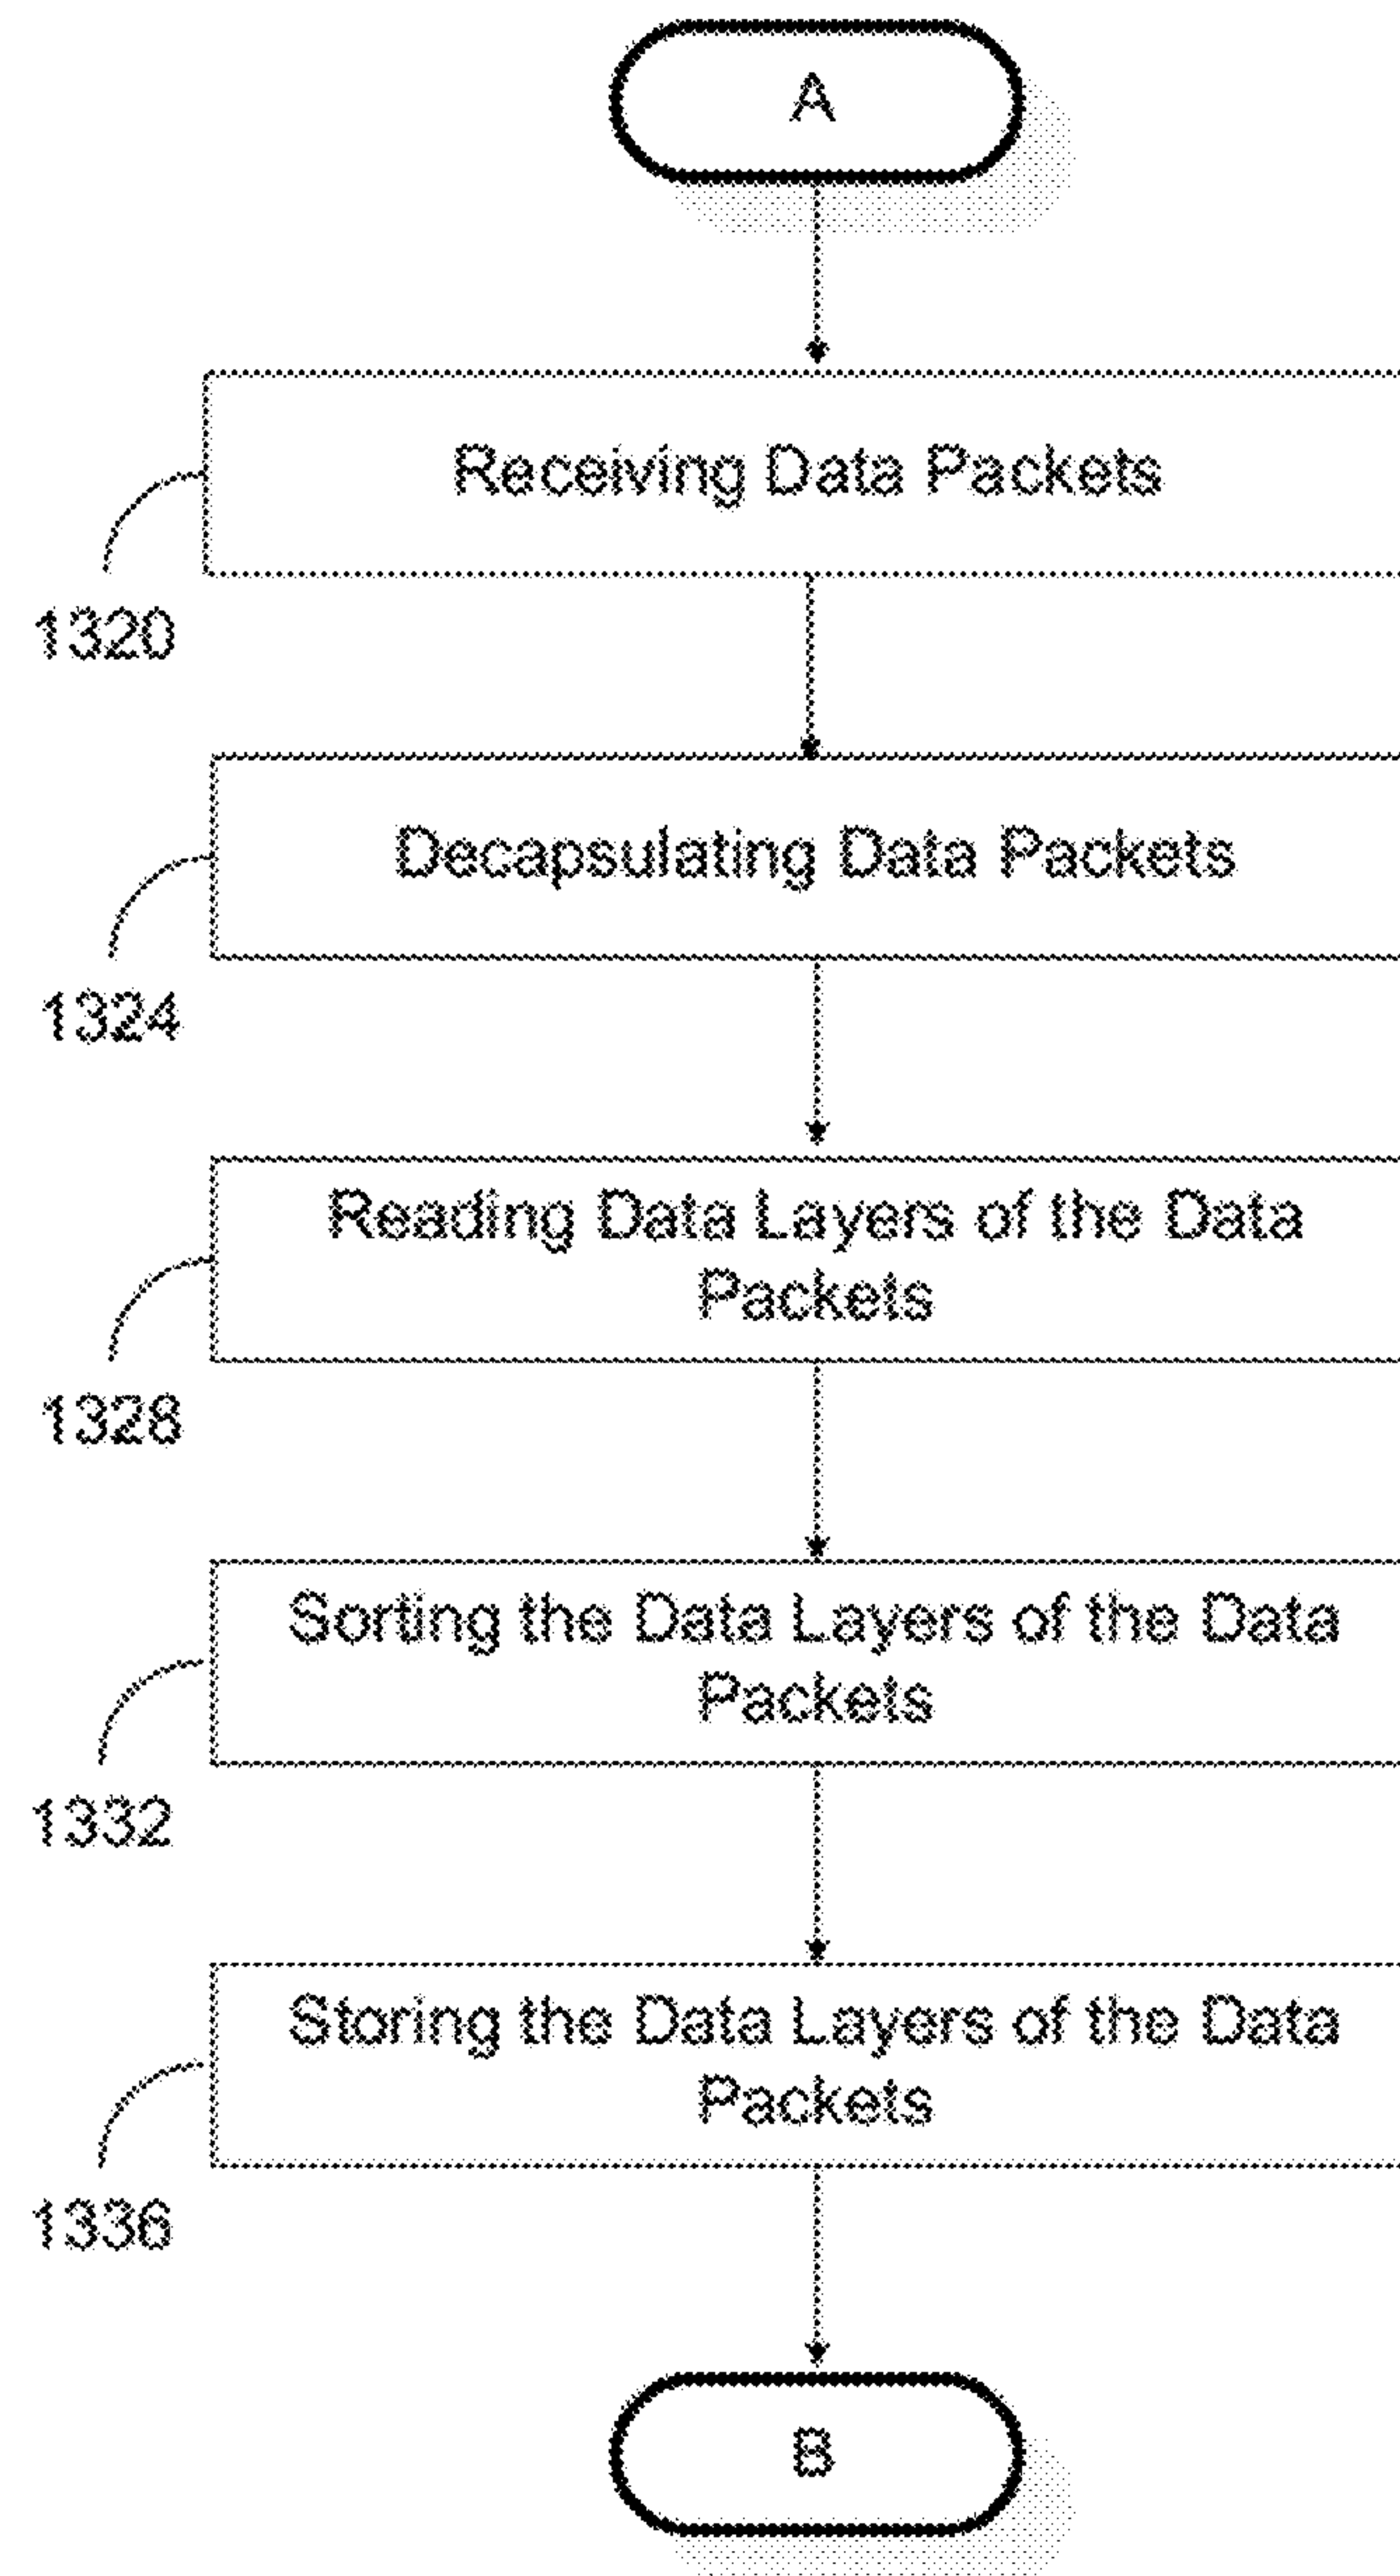 A
Receiving Data Packets
1320
Decapsulating Data Packets
1324
Reading Data Layers of the Data
Packets
1328
Sorting the Data Layers of the Data
Packets
1332
Storing the Data Layers of the Data
Packets
1336
B